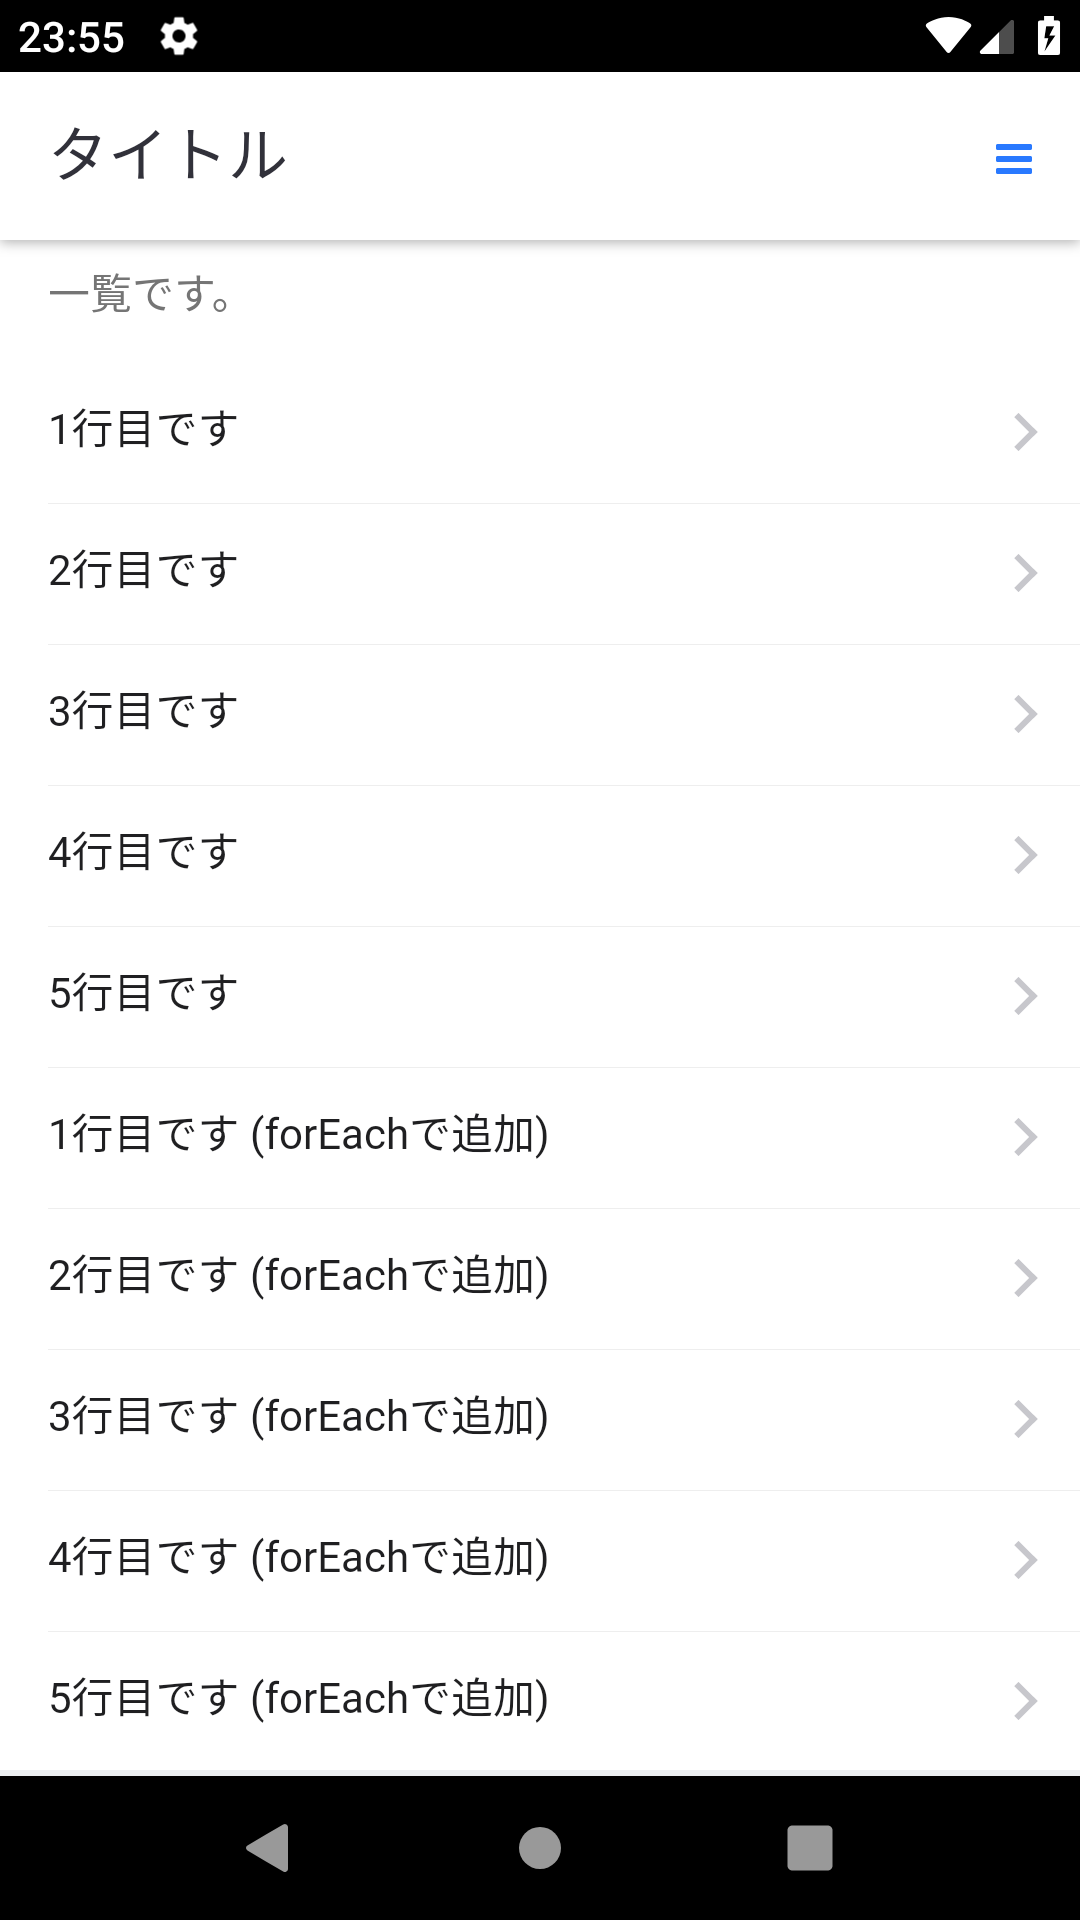 23:55
タイトル
一覧です。
1行目です
2行目です
3行目です
4行目です
5行目です
1行目です (forEachで追加)
2行目です (forEachで追加)
3行目です (forEachで追加)
4行目です (forEachで追加)
5行目です (forEachで追加)